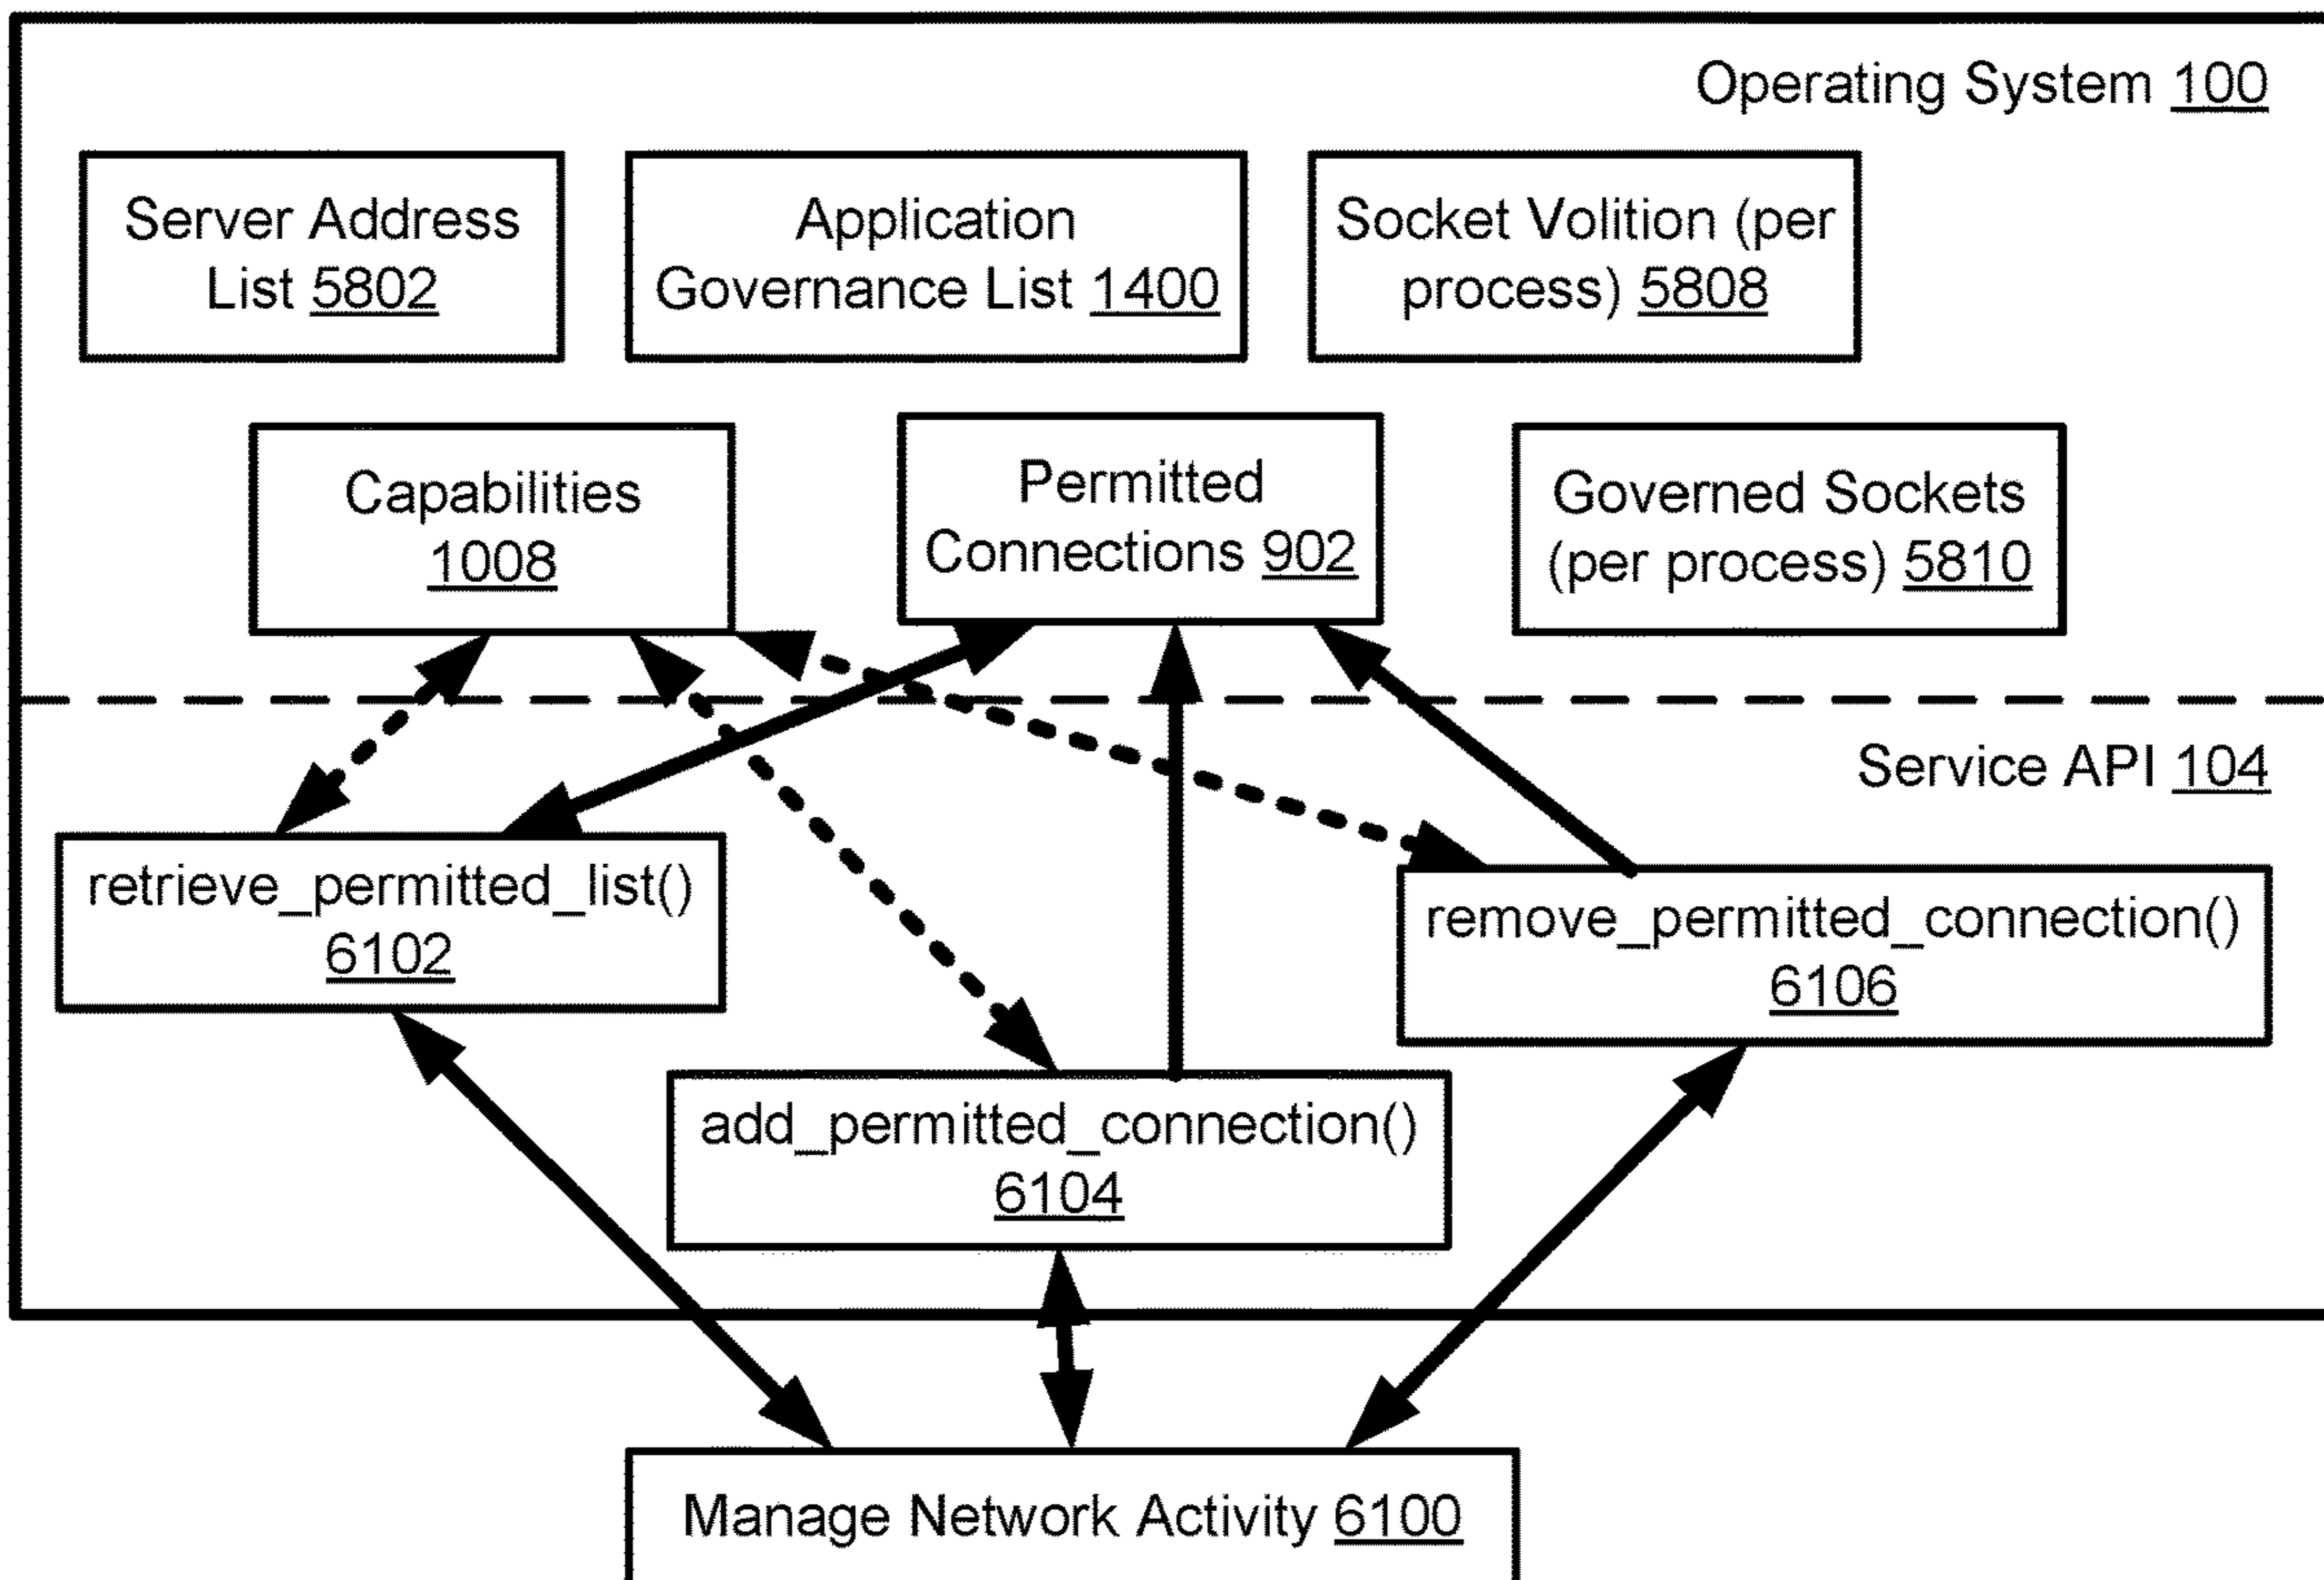 Operating System 100
Server Address
List 5802
Application
Governance List 1400
Socket Volition (per
process) 5808
Capabilities
1008
Permitted
Connections 902
Governed Sockets
(per process) 5810
Service API 104
retrieve_permitted_list()
6102
remove_permitted_connection()
6106
add_permitted_connection()
6104
Manage Network Activity 6100